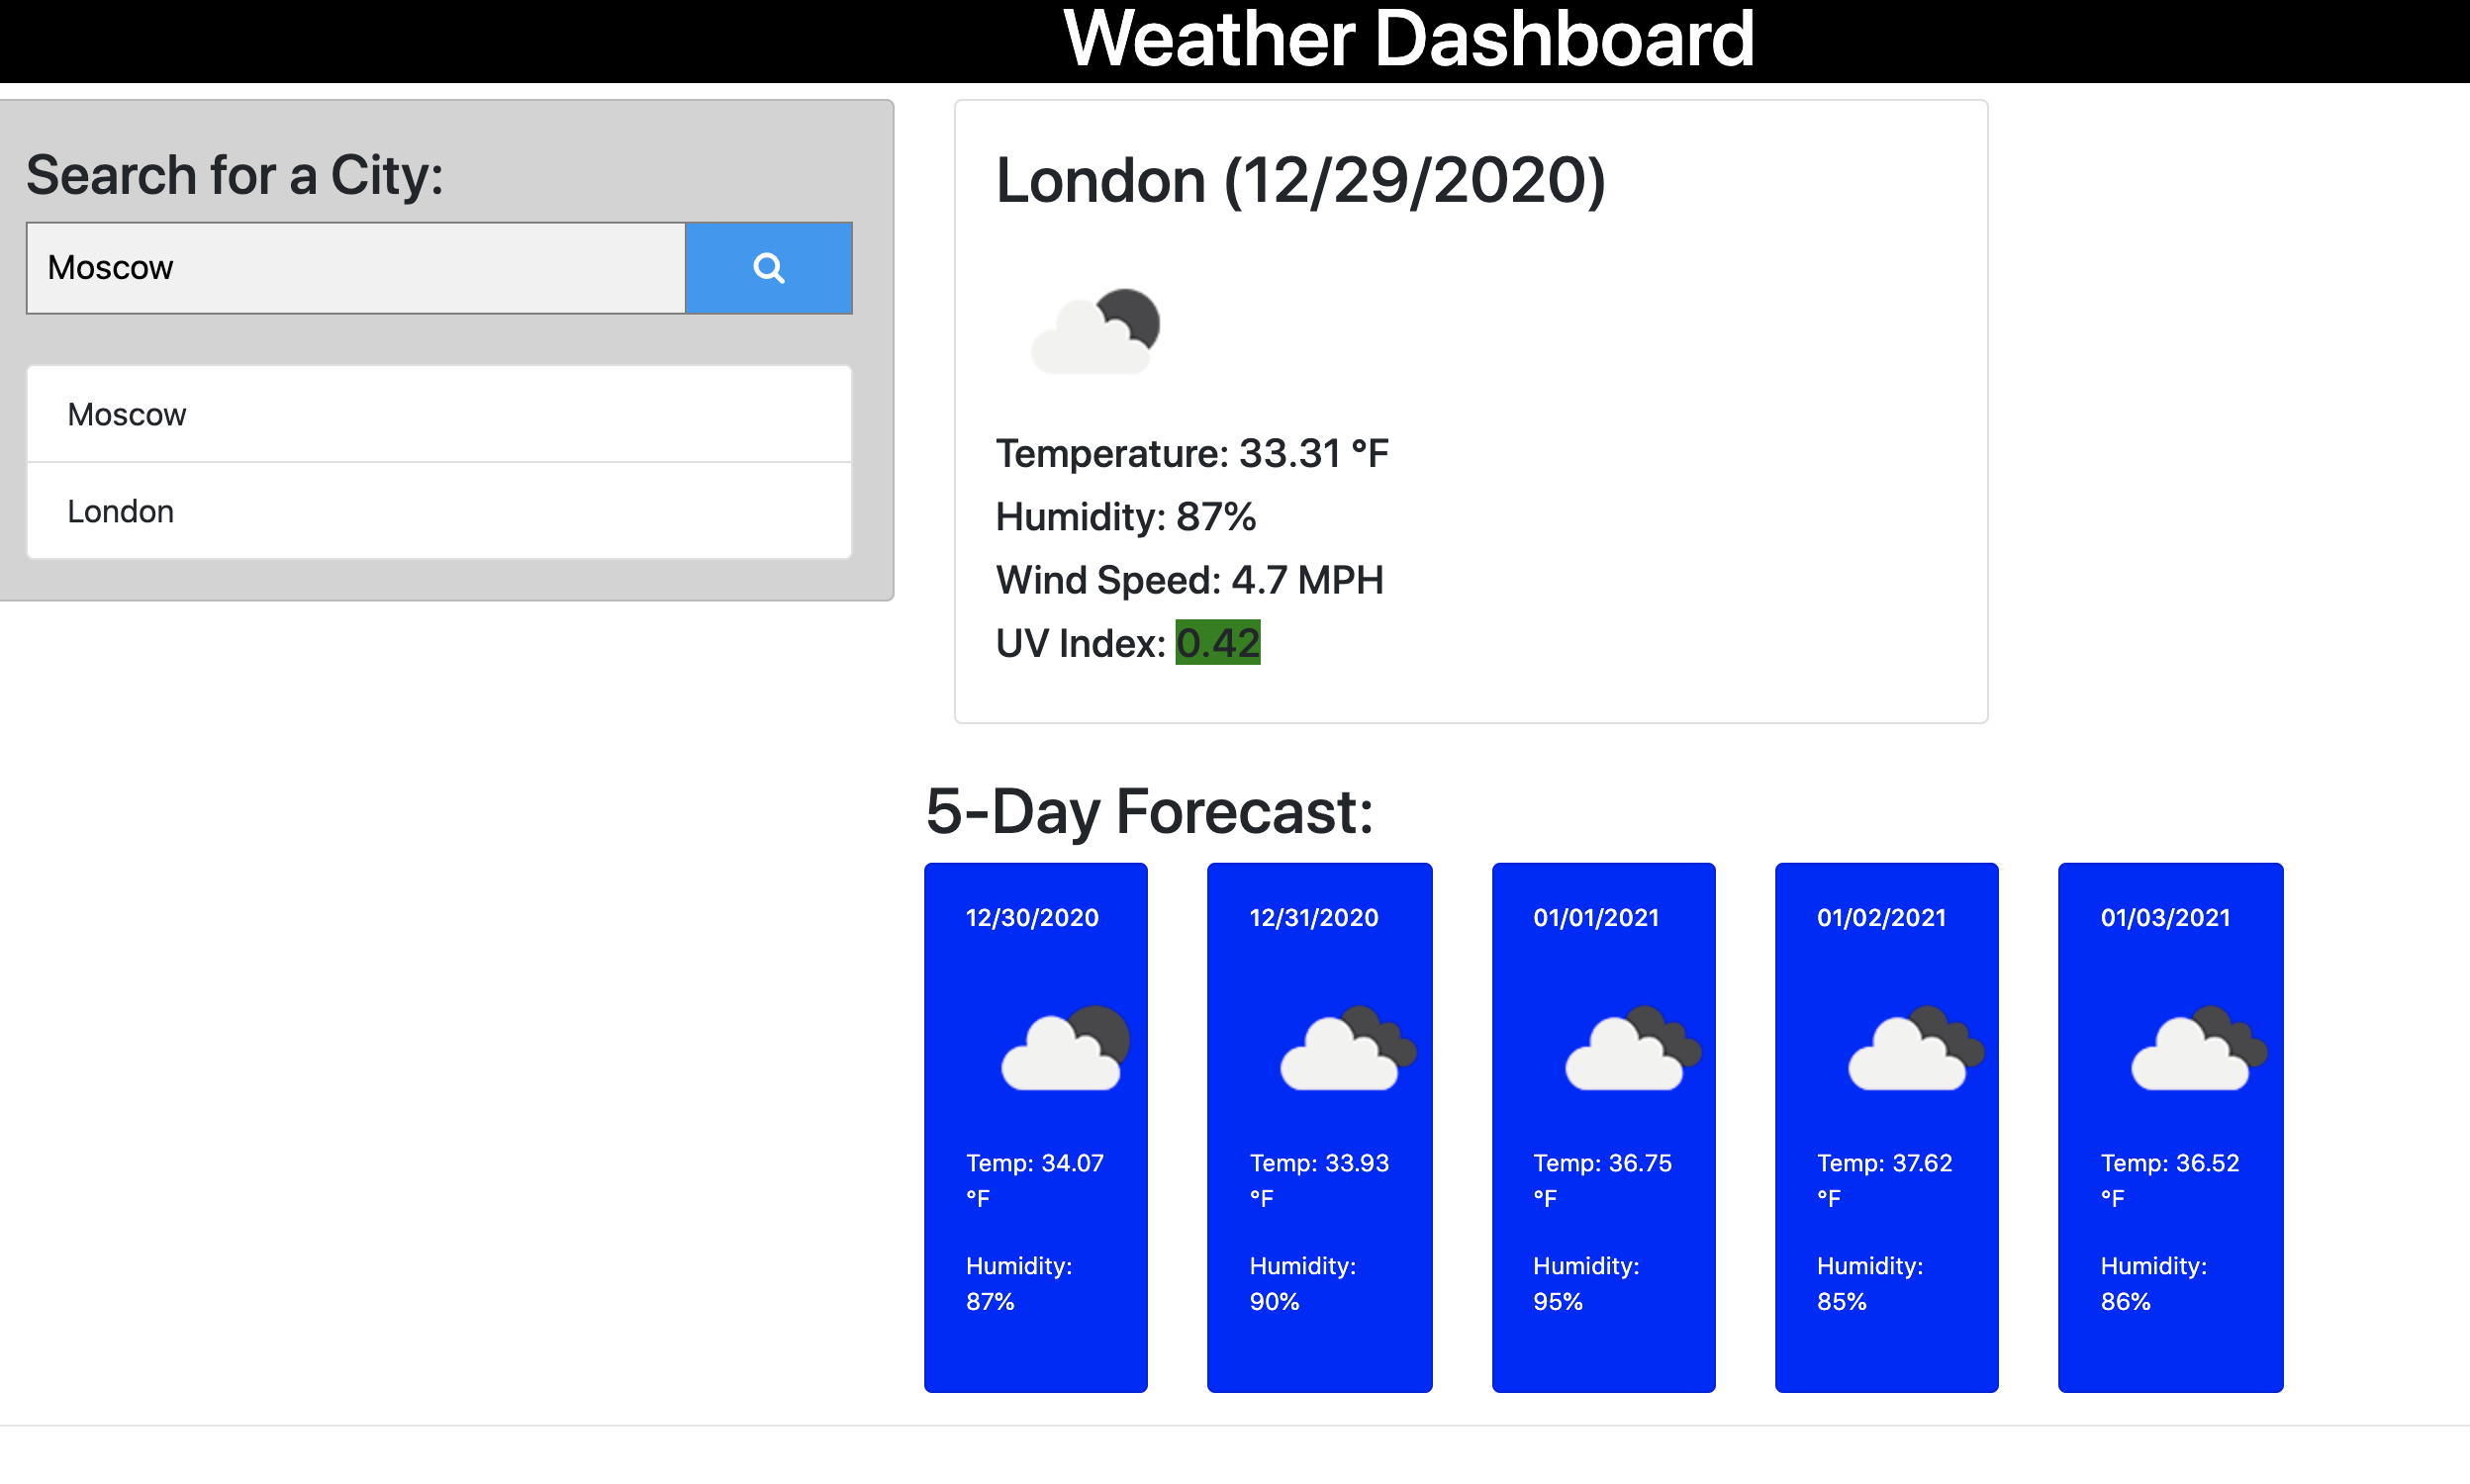 Weather Dashboard
Search for a City:
Moscow
Moscow
London
London (12/29/2020)
Temperature: 33.31 °F
Humidity: 87%
Wind Speed: 4.7 MPH
UV Index: 0.42
5-Day Forecast:
12/30/2020
Temp: 34.07
°F
Humidity:
87%
12/31/2020
Temp: 33.93
°F
Humidity:
90%
01/01/2021
Temp: 36.75
°F
Humidity:
95%
01/02/2021
Temp: 37.62
°F
Humidity:
85%
01/03/2021
Temp: 36.52
°F
Humidity:
86%